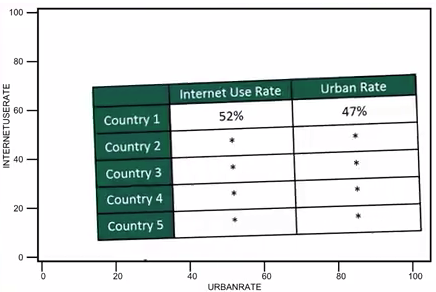 100
80
60
40
20
0
INTERNETUSERATE
Internet Use Rate Urban Rate
Country 1 52% 47%
Country 2 * *
Country 3 * *
Country 4 * *
Country 5 * *
0 20 40 60 80 100
URBANRATE